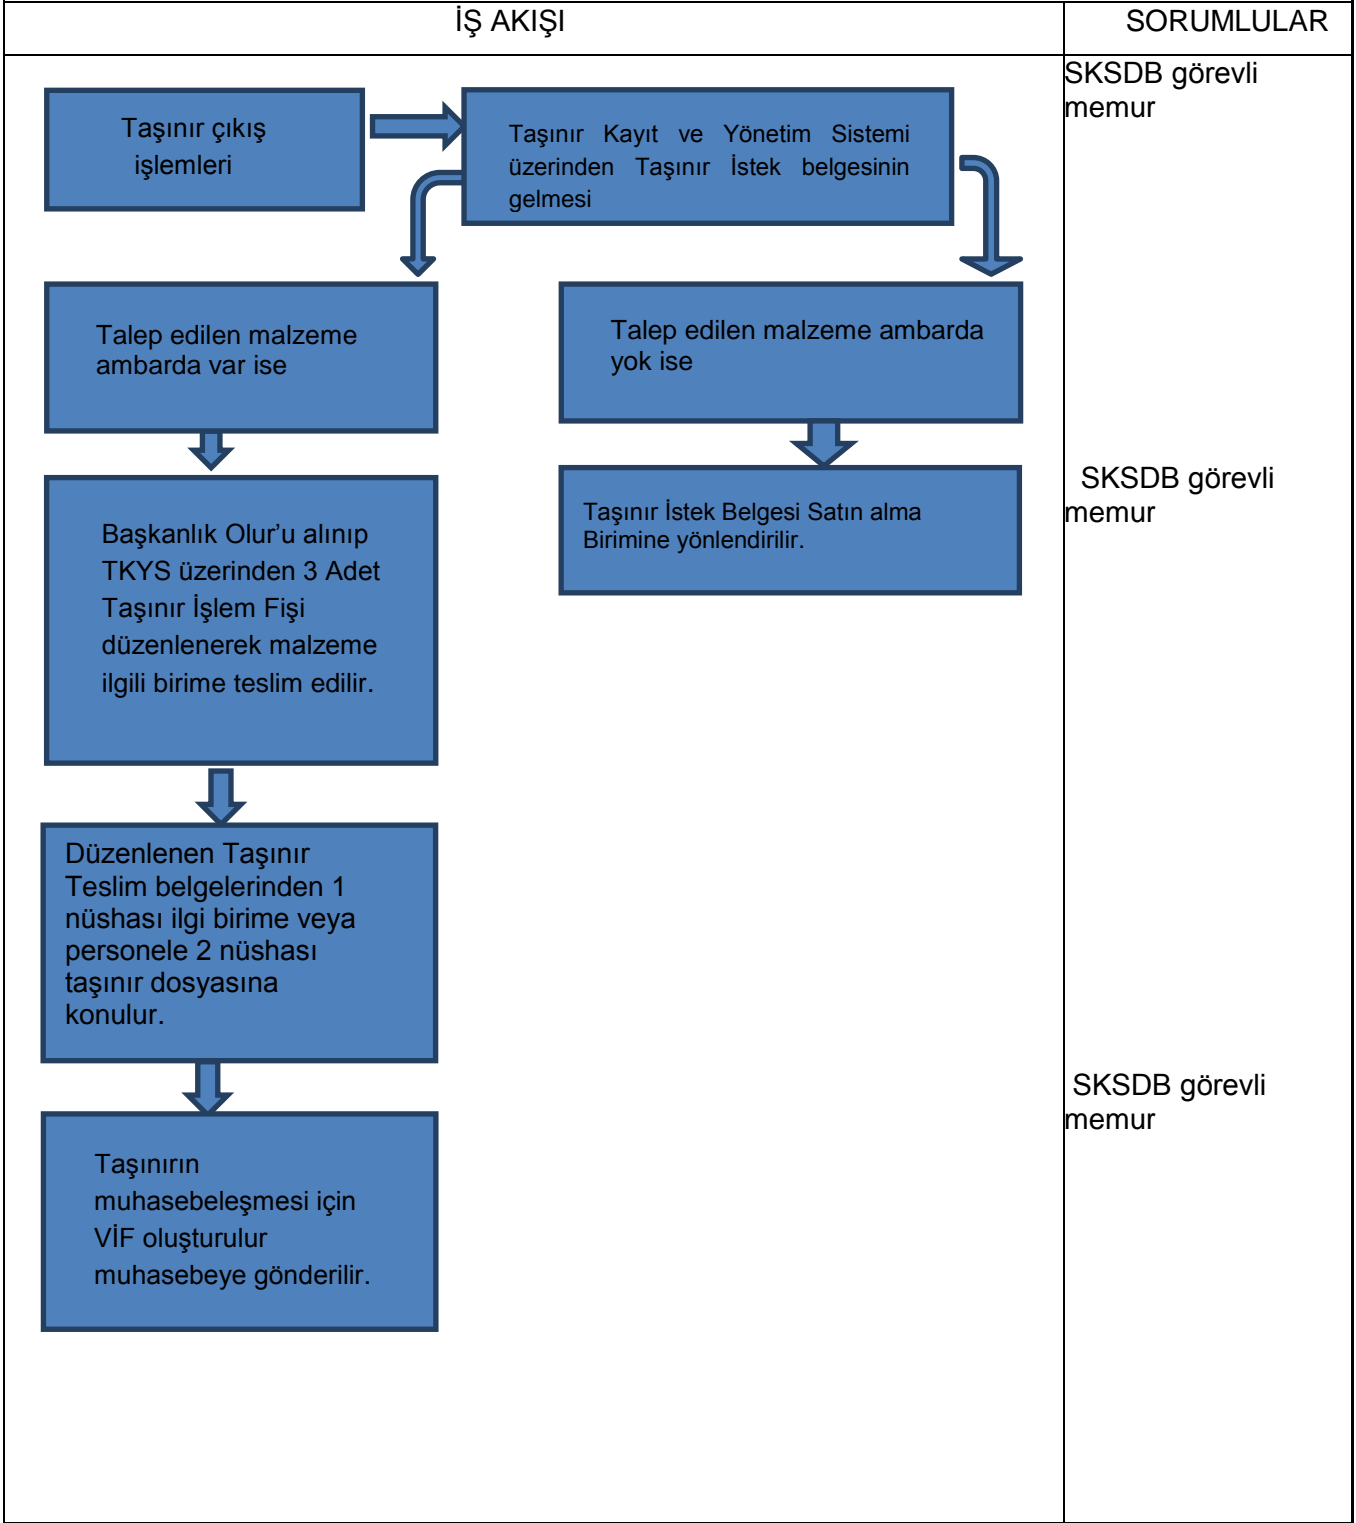 İŞ AKIŞI
SORUMLULAR
SKSDB görevli
memur
Taşınır çıkış
işlemleri
Taşınır Kayıt ve Yönetim Sistemi
üzerinden Taşınır İstek belgesinin
gelmesi
Talep edilen malzeme
ambarda var ise
Talep edilen malzeme ambarda
yok ise
SKSDB görevli
memur
Başkanlık Olur’u alınıp
TKYS üzerinden 3 Adet
Taşınır İşlem Fişi
düzenlenerek malzeme
ilgili birime teslim edilir.
Taşınır İstek Belgesi Satın alma
Birimine yönlendirilir.
Düzenlenen Taşınır
Teslim belgelerinden 1
nüshası ilgi birime veya
personele 2 nüshası
taşınır dosyasına
konulur.
SKSDB görevli
memur
Taşınırın
muhasebeleşmesi için
VİF oluşturulur
muhasebeye gönderilir.